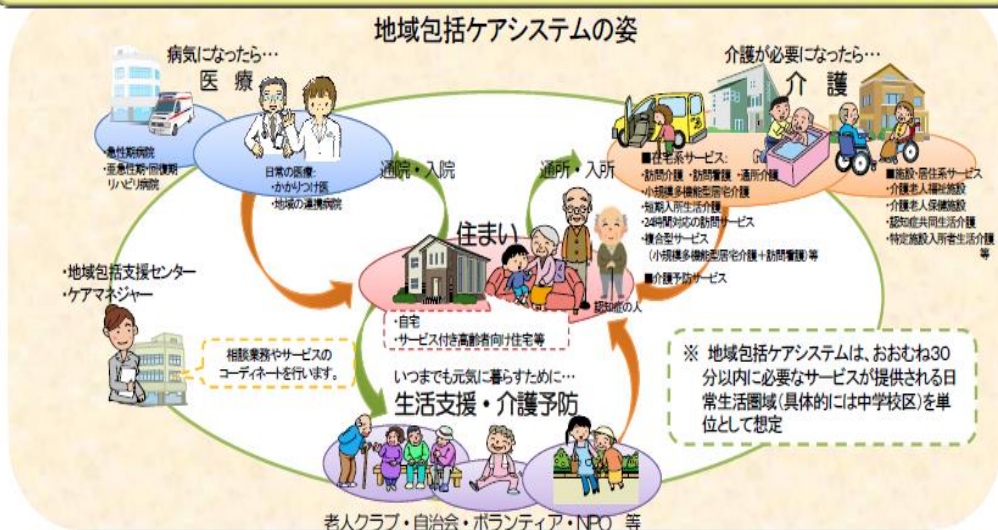 地域包括ケアシステムの姿
病気になったら…
医　療
・急性期病院
・亜急性期・回復期
リハビリ病院
日常の医療:
・かかりつけ医
・地域の連携病院
通院・入院
介護が必要になったら…
介　護
通所・入所
■在宅系サービス:
・訪問介護・訪問看護・通所介護
・小規模多機能型居宅介護
・短期入所生活介護
・24時間対応の訪問サービス
・複合型サービス
（小規模多機能型居宅介護＋訪問看護）等
■介護予防サービス
■施設・居住系サービス
・介護老人福祉施設
・介護老人保健施設
・認知症共同生活介護
・特定施設入所者生活介護
等
住まい
・自宅
・サービス付き高齢者向け住宅等
認知症の人
・地域包括支援センター
・ケアマネジャー
相談業務やサービスの
コーディネートを行います。
いつまでも元気に暮らすために…
生活支援・介護予防
老人クラブ・自治会・ボランティア・NPO　等
※ 地域包括ケアシステムは、おおむね30
分以内に必要なサービスが提供される日
常生活圏域（具体的には中学校区）を単
位として想定